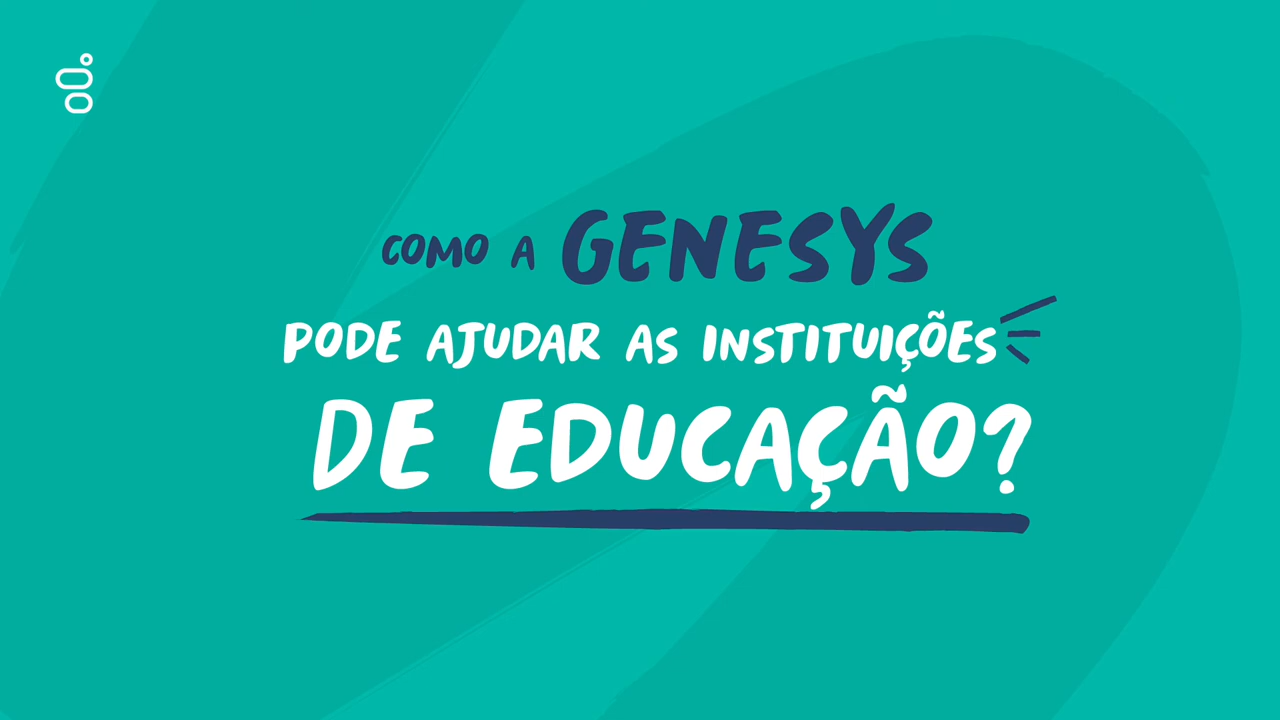 COMO A GENESYS
PODE AJUDAR AS INSTITUIÇÕES
DE EDUCAÇÃO?